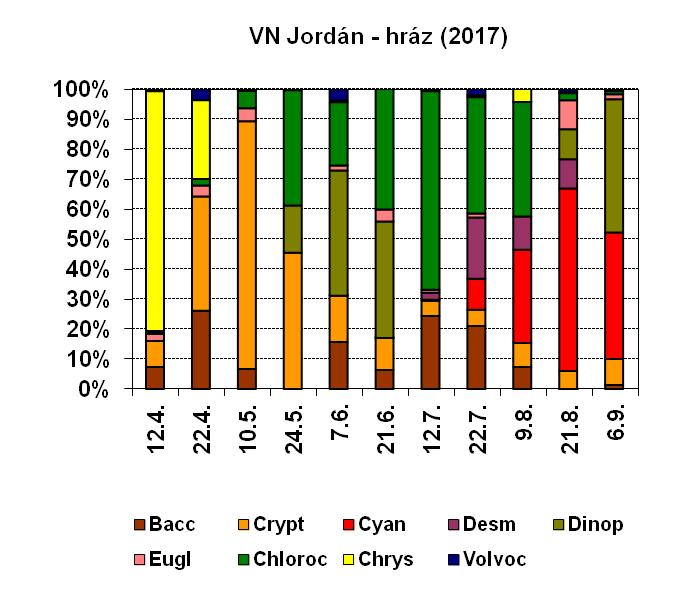 VN Jordán - hráz (2017)
100%
90%
80%
70%
60%
50%
40%
30%
20%
10%
0%
12.4. 22.4. 10.5. 24.5. 7.6. 21.6. 12.7. 22.7. 9.8. 21.8. 6.9.
Bacc Crypt Cyan Desm Dinop
Eugl Chloroc Chrys Volvoc